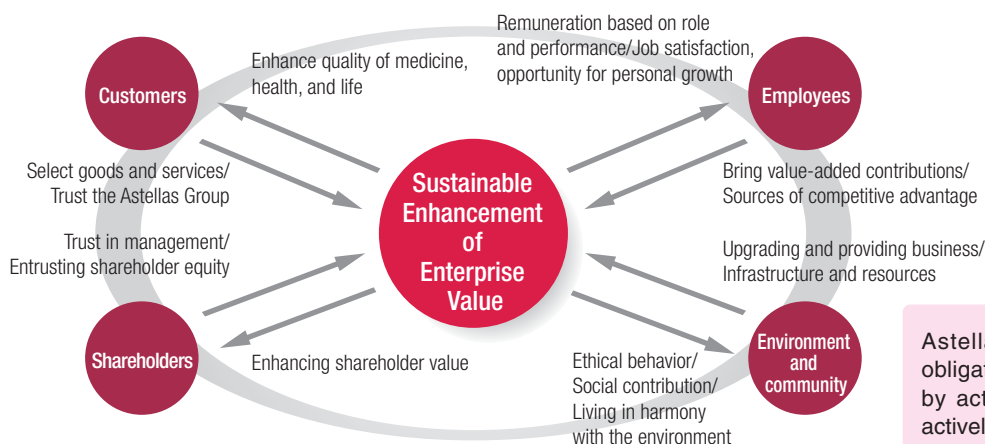 Remuneration based on role
and performance/Job satisfaction,
opportunity for personal growth
Enhance quality of medicine,
health, and life
Customers
Employees
Select goods and services/
Trust the Astellas Group
Sustainable
Enhancement
of
Enterprise
Value
Bring value-added contributions/
Sources of competitive advantage
Trust in management/
Entrusting shareholder equity
Upgrading and providing business/
Infrastructure and resources
Shareholders
Enhancing shareholder value
Ethical behavior/
Social contribution/
Living in harmony
with the environment
Environment
and
community
by act